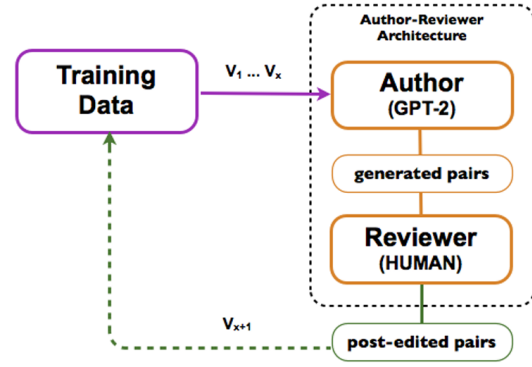 Author-Reviewer
Architecture
Training
Data
V₁ ... Vₓ
Author
(GPT-2)
generated pairs
Reviewer
(HUMAN)
Vₓ₊₁
post-edited pairs